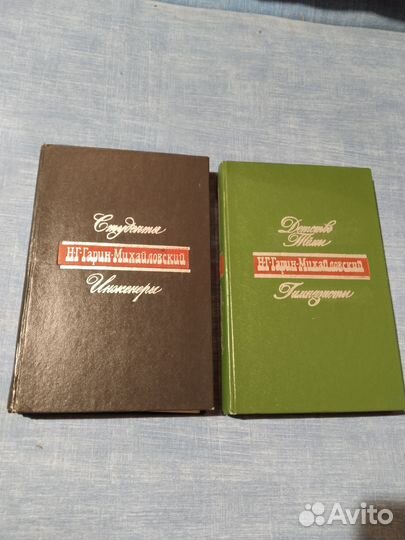 Студенты
Н·Г·Гарин-Михайловский
Инженеры
Детство
Тёмы
Н·Г·Гарин-Михайловский
Гимназисты
Avito